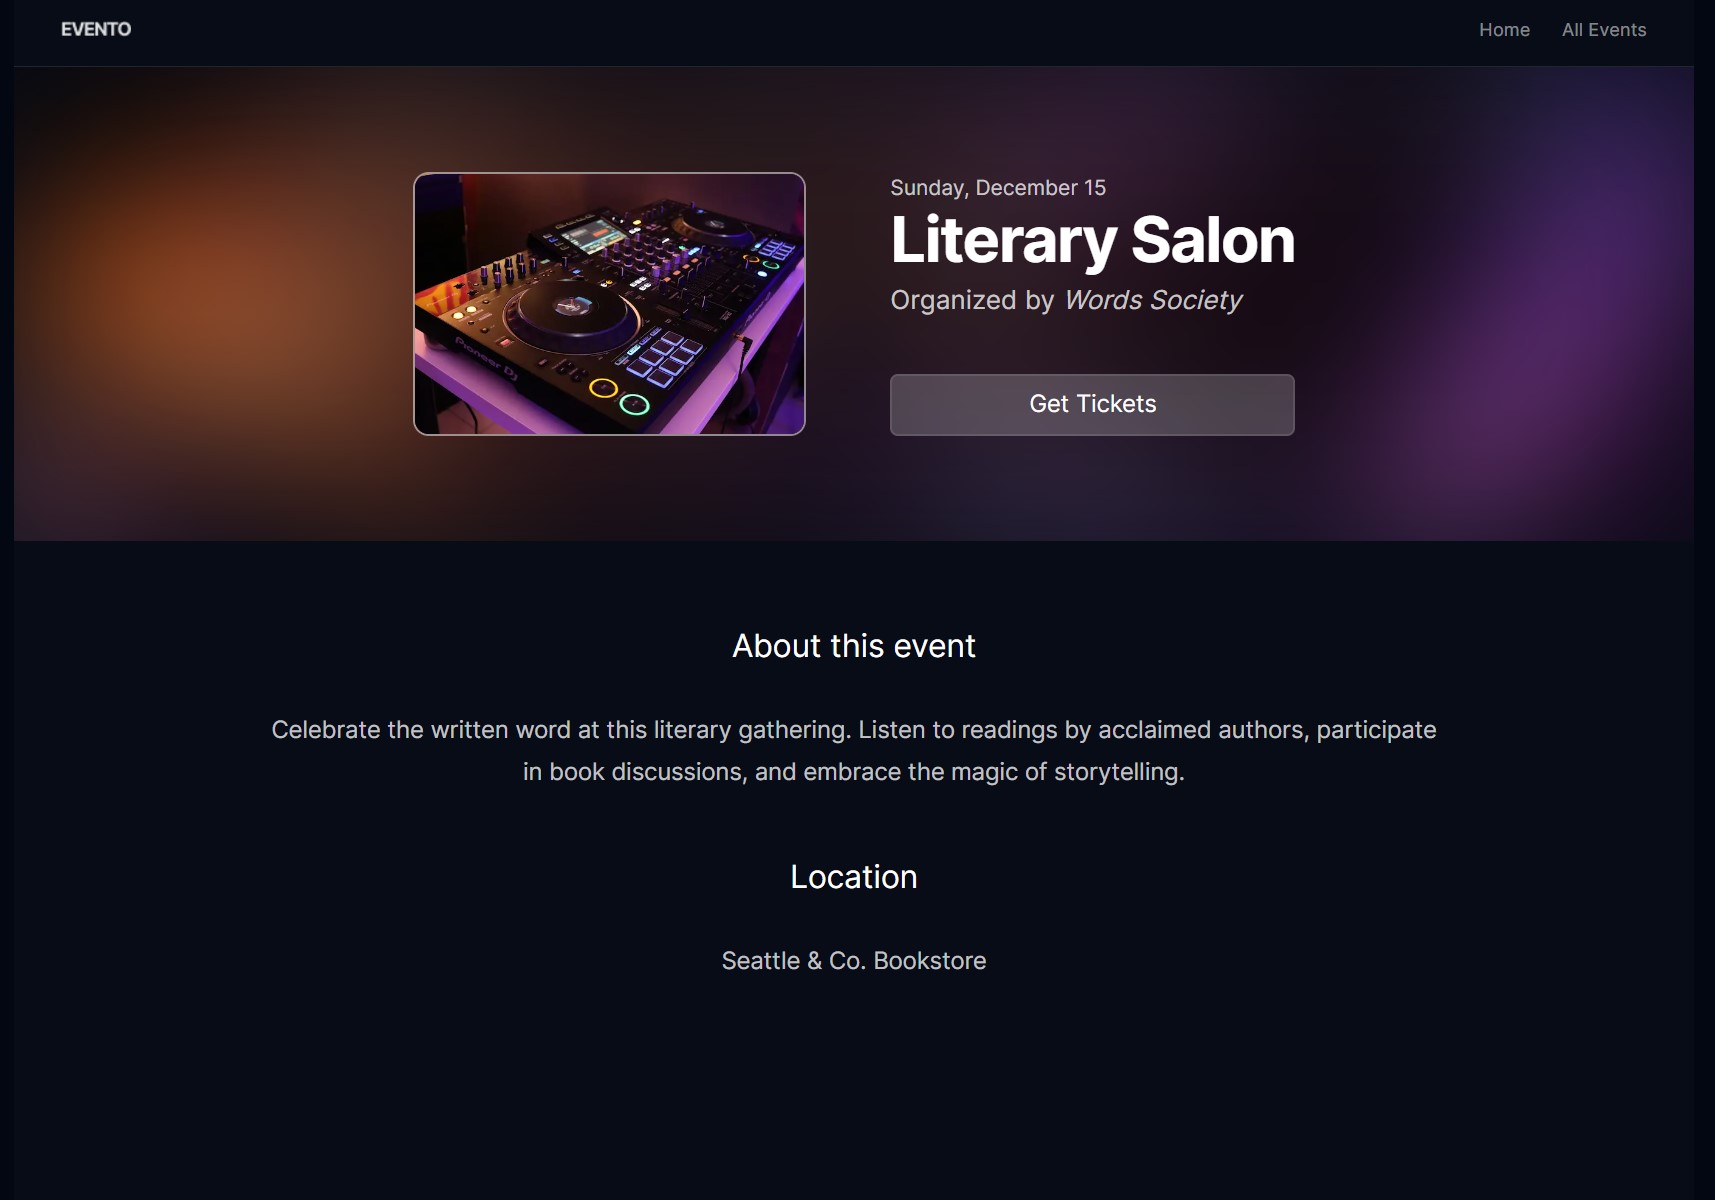 EVENTO
Home
All Events
Pioneer Dj
Sunday, December 15
Literary Salon
Organized by Words Society
Get Tickets
About this event
Celebrate the written word at this literary gathering. Listen to readings by acclaimed authors, participate
in book discussions, and embrace the magic of storytelling.
Location
Seattle & Co. Bookstore